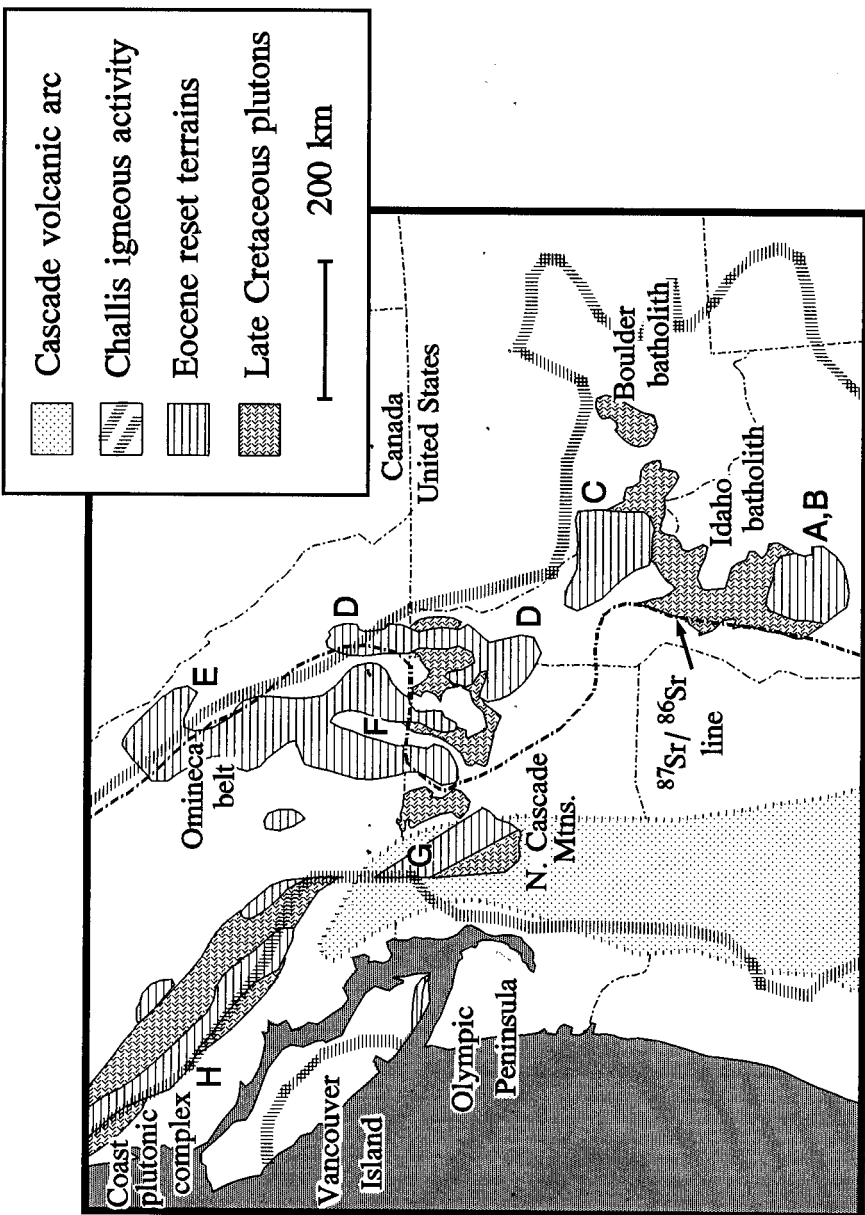 Cascade volcanic arc
Challis igneous activity
Eocene reset terrains
Late Cretaceous plutons
200 km
Canada
United States
Coast
plutonic
complex
H
Vancouver
Island
Olympic
Peninsula
Omineca
belt
E
F
D
D
G
N. Cascade
Mtns.
C
Boulder
batholith
Idaho
batholith
A,B
87Sr/ 86Sr
line